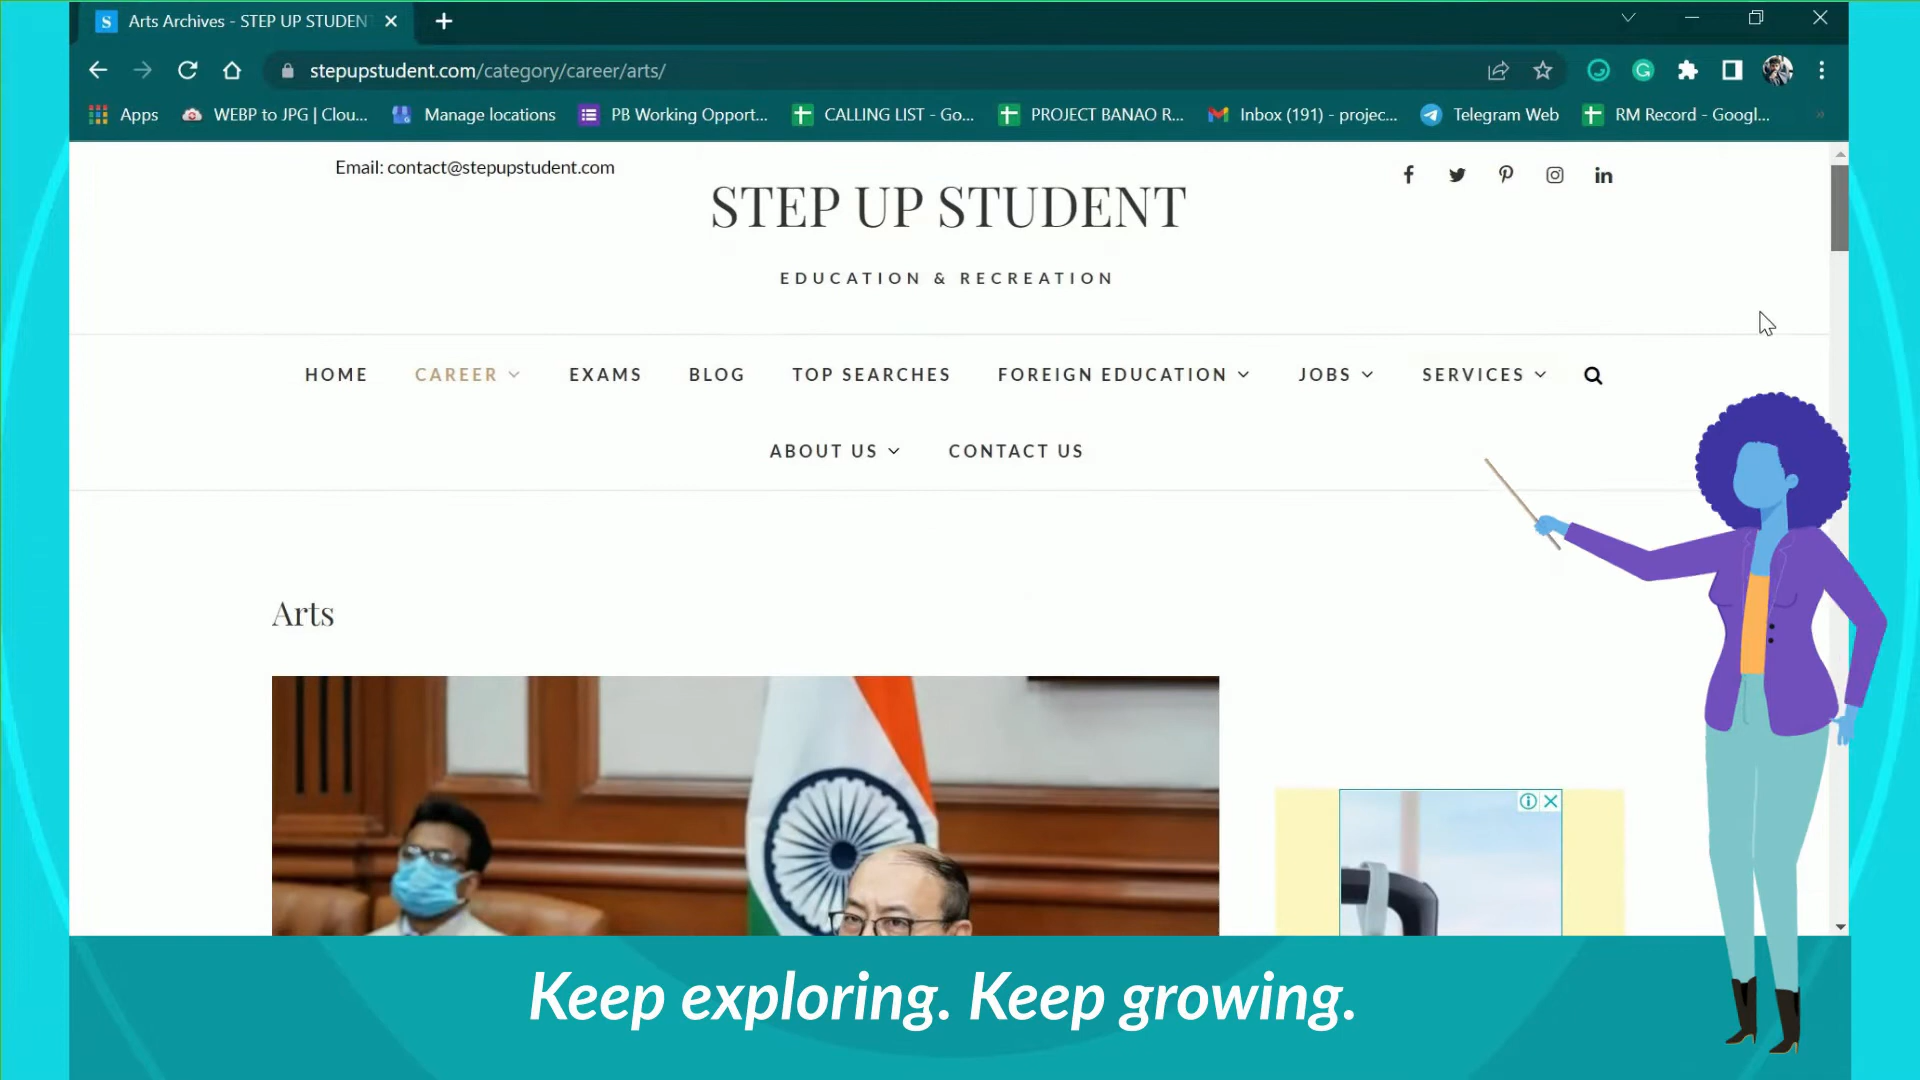 Arts Archives - STEP UP STUDEN
stepupstudent.com/category/career/arts/
Apps WEBP to JPG | Clou... Manage locations PB Working Opport... CALLING LIST - Go... PROJECT BANAO R... Inbox (191) - projec... Telegram Web RM Record - Googl...
Email: contact@stepupstudent.com
STEP UP STUDENT
EDUCATION & RECREATION
HOME CAREER EXAMS BLOG TOP SEARCHES FOREIGN EDUCATION JOBS SERVICES
ABOUT US CONTACT US
Arts
Keep exploring. Keep growing.